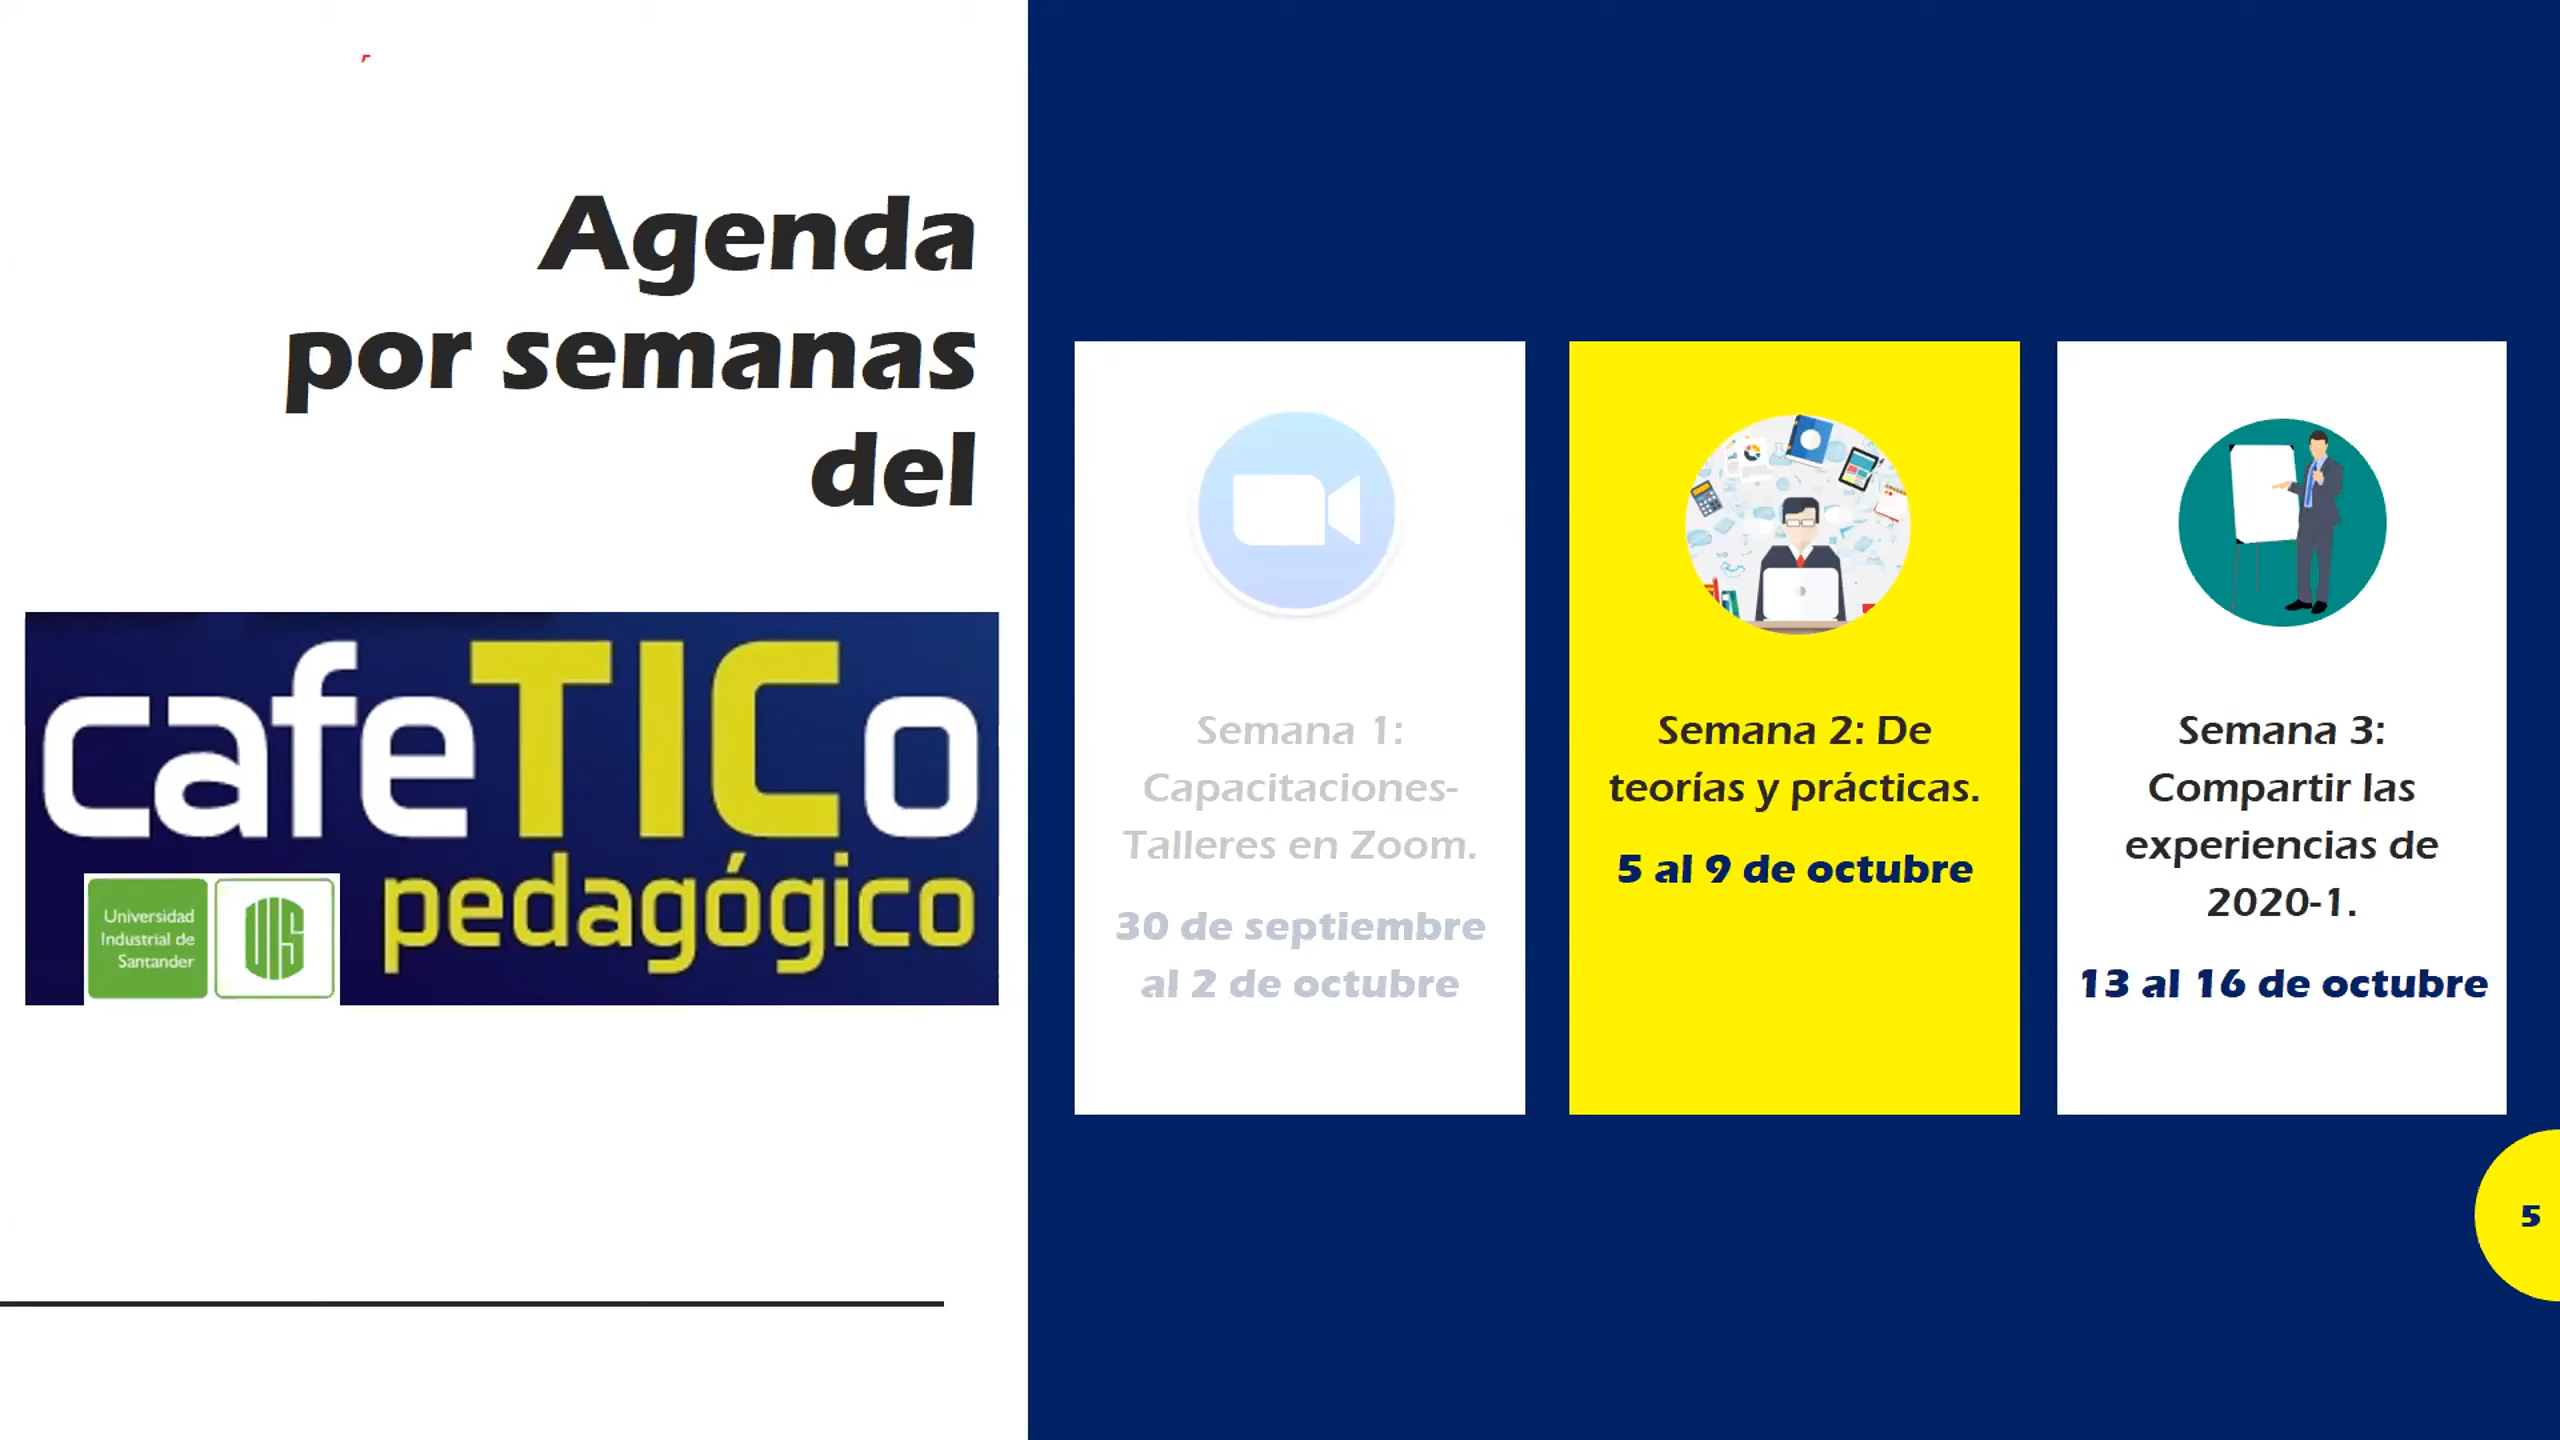 Agenda
por semanas
del
cafeTICo
pedagógico
Universidad
Industrial de
Santander
UIS
Semana 1:
Capacitaciones-
Talleres en Zoom.
30 de septiembre
al 2 de octubre
Semana 2: De
teorías y prácticas.
5 al 9 de octubre
Semana 3:
Compartir las
experiencias de
2020-1.
13 al 16 de octubre
5